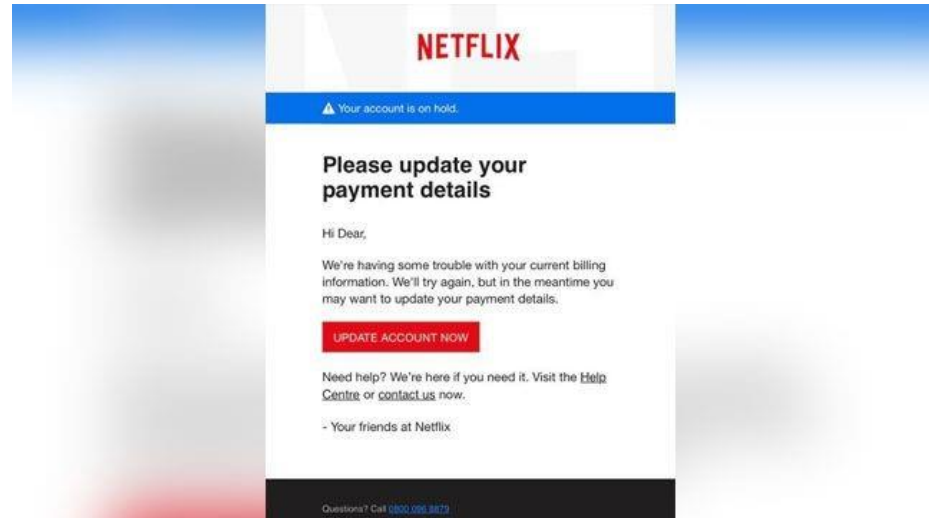 NETFLIX
Your account is on hold.
Please update your
payment details
Hi Dear,
We're having some trouble with your current billing
information. We'll try again, but in the meantime you
may want to update your payment details.
UPDATE ACCOUNT NOW
Need help? We're here if you need it. Visit the Help
Centre or contact us now.
- Your friends at Netflix
Questions? Call 0800 096 8879